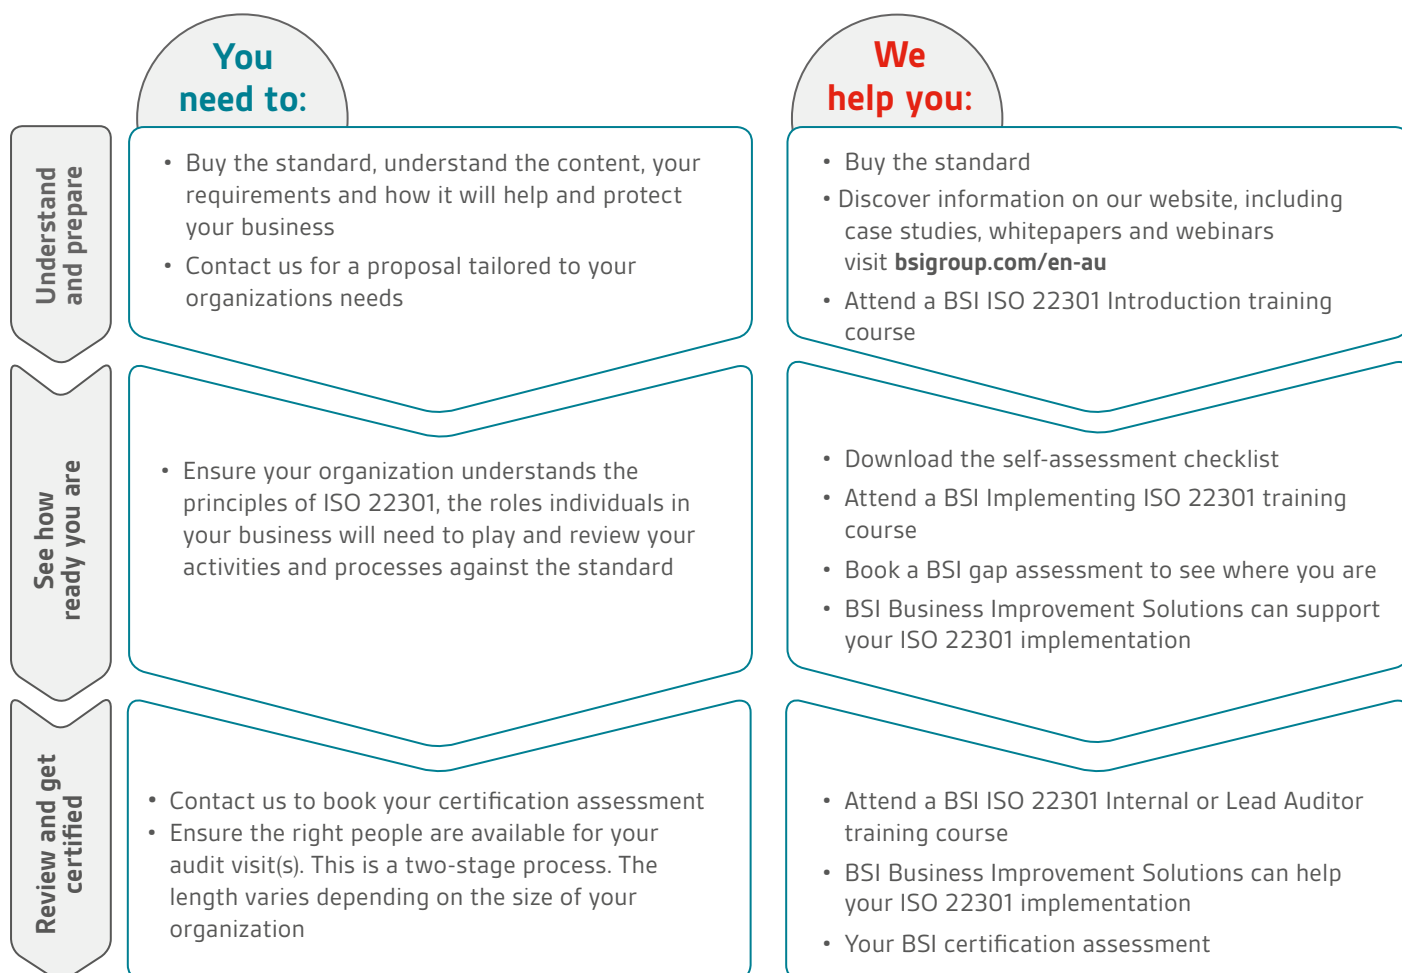 You
need to:
We
help you:
Understand
and prepare
• Buy the standard, understand the content, your
requirements and how it will help and protect
your business
• Contact us for a proposal tailored to your
organizations needs
• Buy the standard
• Discover information on our website, including
case studies, whitepapers and webinars
visit bsigroup.com/en-au
• Attend a BSI ISO 22301 Introduction training
course
See how
ready you are
• Ensure your organization understands the
principles of ISO 22301, the roles individuals in
your business will need to play and review your
activities and processes against the standard
• Download the self-assessment checklist
• Attend a BSI Implementing ISO 22301 training
course
• Book a BSI gap assessment to see where you are
• BSI Business Improvement Solutions can support
your ISO 22301 implementation
Review and get
certified
• Contact us to book your certification assessment
• Ensure the right people are available for your
audit visit(s). This is a two-stage process. The
length varies depending on the size of your
organization
• Attend a BSI ISO 22301 Internal or Lead Auditor
training course
• BSI Business Improvement Solutions can help
your ISO 22301 implementation
• Your BSI certification assessment